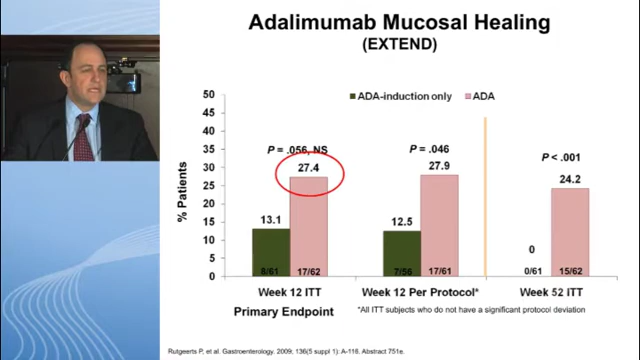 Adalimumab Mucosal Healing
(EXTEND)
ADA-induction only ADA
% Patients
50
45
40
35
30
25
20
15
10
5
0
P = .056, NS
P = .046
P < .001
13.1
27.4
12.5
27.9
0
24.2
8/61
17/62
7/56
17/61
0/61
15/62
Week 12 ITT
Week 12 Per Protocol*
Week 52 ITT
Primary Endpoint
*All ITT subjects who do not have a significant protocol deviation
Rutgeerts P, et al. Gastroenterology. 2009; 136(5 suppl 1): A-116, Abstract 751e.